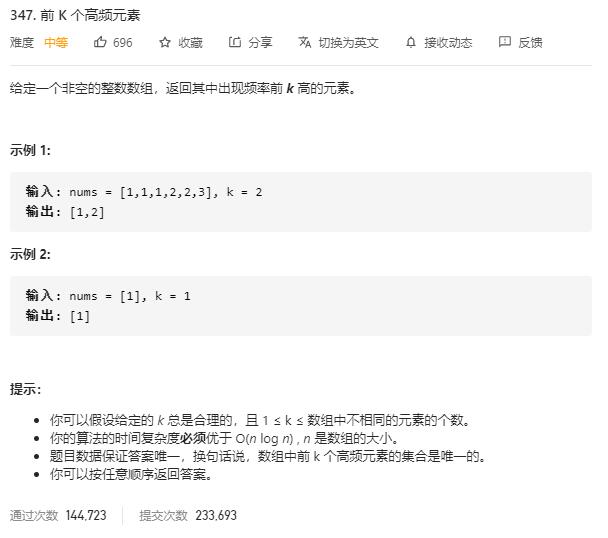 347. 前 K 个高频元素
难度 中等 696 收藏 分享 切换为英文 接收动态 反馈
给定一个非空的整数数组，返回其中出现频率前 k 高的元素。
示例 1:
输入: nums = [1,1,1,2,2,3], k = 2
输出: [1,2]
示例 2:
输入: nums = [1], k = 1
输出: [1]
提示：
你可以假设给定的 k 总是合理的，且 1 ≤ k ≤ 数组中不相同的元素的个数。
你的算法的时间复杂度必须优于 O(n log n) , n 是数组的大小。
题目数据保证答案唯一，换句话说，数组中前 k 个高频元素的集合是唯一的。
你可以按任意顺序返回答案。
通过次数 144,723 提交次数 233,693